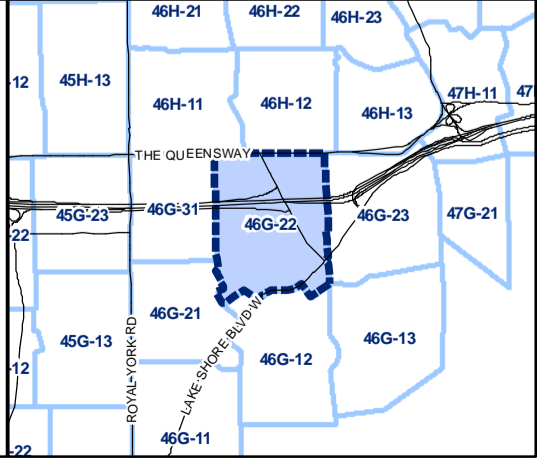 46H-21
46H-22
46H-23
-12
45H-13
46H-11
46H-12
46H-13
47H-11
47
THE QUEENSWAY
45G-23
46G-31
46G-22
46G-23
47G-21
-22
45G-13
46G-21
46G-12
46G-13
-12
ROYAL YORK RD
LAKE SHORE BLVD W
46G-11
-22